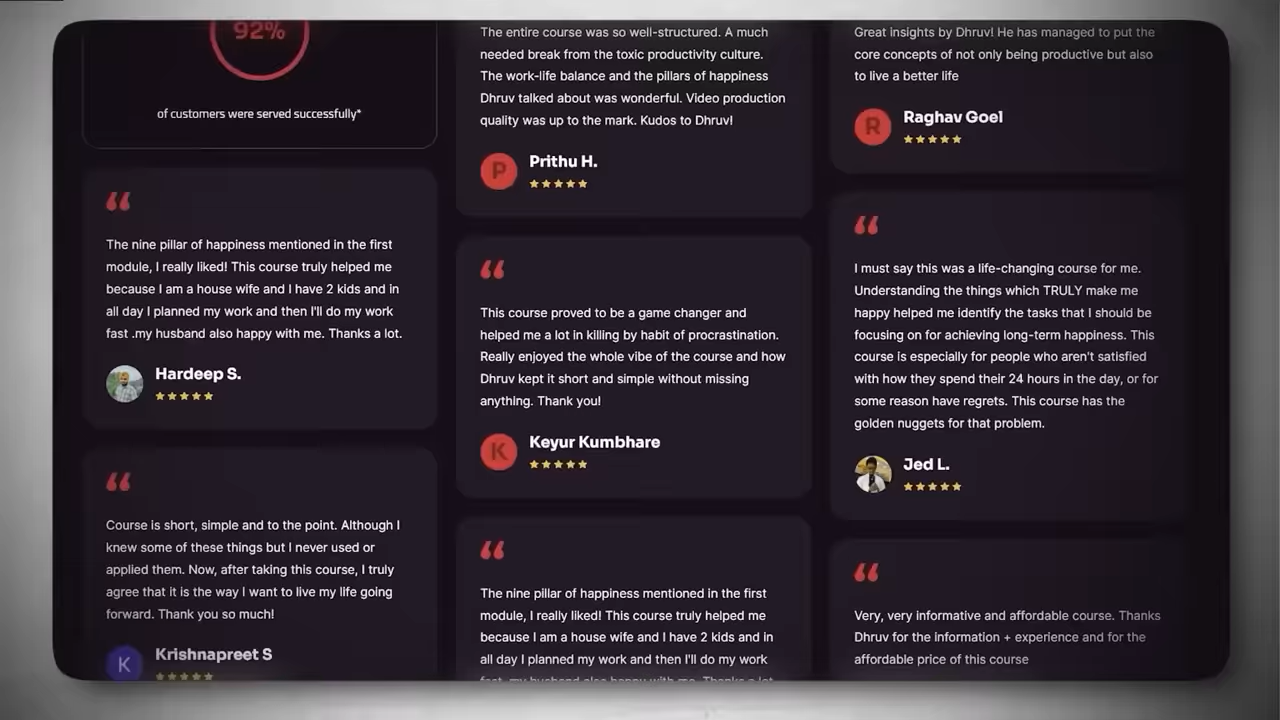 92%
of customers were served successfully*
The nine pillar of happiness mentioned in the first
module, I really liked! This course truly helped me
because I am a house wife and I have 2 kids and in
all day I planned my work and then I'll do my work
fast .my husband also happy with me. Thanks a lot.
Hardeep S.
Course is short, simple and to the point. Although I
knew some of these things but I never used or
applied them. Now, after taking this course, I truly
agree that it is the way I want to live my life going
forward. Thank you so much!
K
Krishnapreet S
The entire course was so well-structured. A much
needed break from the toxic productivity culture.
The work-life balance and the pillars of happiness
Dhruv talked about was wonderful. Video production
quality was up to the mark. Kudos to Dhruv!
P
Prithu H.
This course proved to be a game changer and
helped me a lot in killing by habit of procrastination.
Really enjoyed the whole vibe of the course and how
Dhruv kept it short and simple without missing
anything. Thank you!
K
Keyur Kumbhare
The nine pillar of happiness mentioned in the first
module, I really liked! This course truly helped me
because I am a house wife and I have 2 kids and in
all day I planned my work and then I'll do my work
fast .my husband also happy with me. Thanks a lot.
Great insights by Dhruv! He has managed to put the
core concepts of not only being productive but also
to live a better life
R
Raghav Goel
I must say this was a life-changing course for me.
Understanding the things which TRULY make me
happy helped me identify the tasks that I should be
focusing on for achieving long-term happiness. This
course is especially for people who aren't satisfied
with how they spend their 24 hours in the day, or for
some reason have regrets. This course has the
golden nuggets for that problem.
Jed L.
Very, very informative and affordable course. Thanks
Dhruv for the information + experience and for the
affordable price of this course